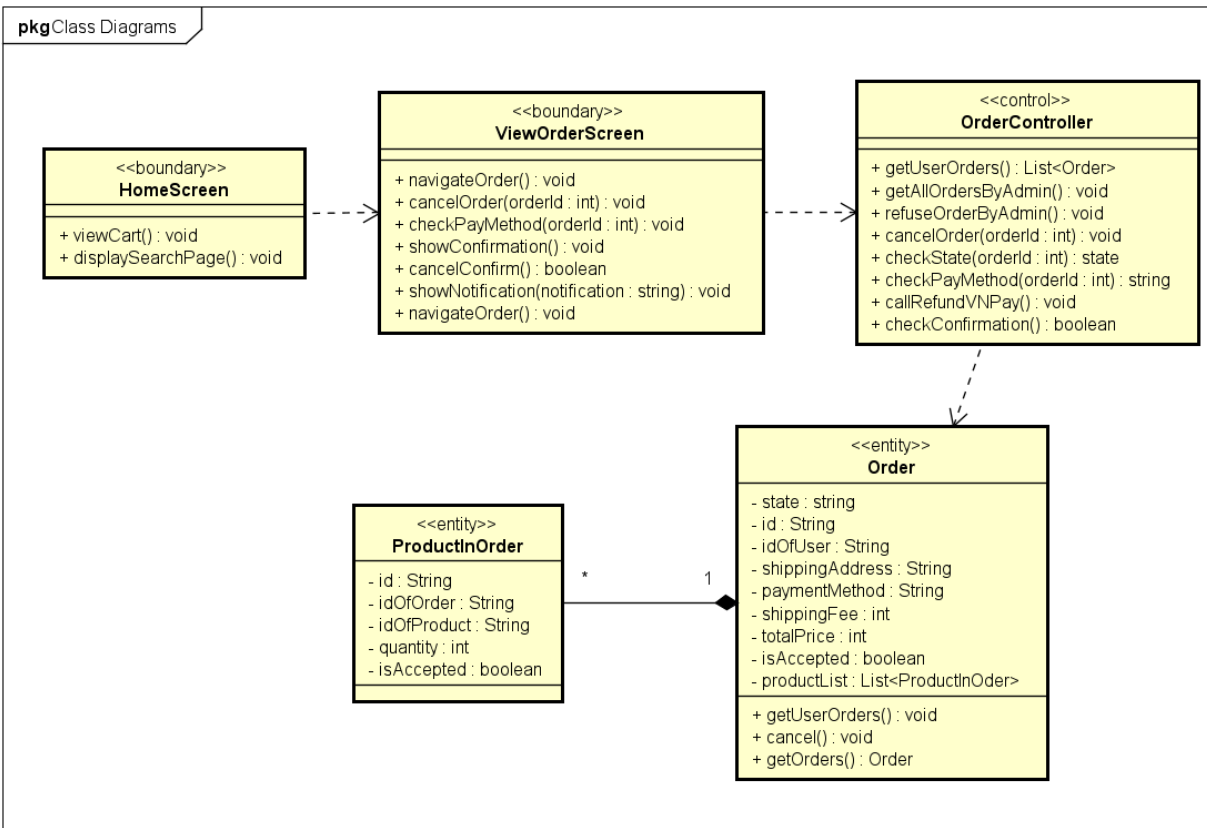 pkg Class Diagrams
<<boundary>>
HomeScreen
+ viewCart() : void
+ displaySearchPage() : void
<<boundary>>
ViewOrderScreen
+ navigateOrder() : void
+ cancelOrder(orderId : int) : void
+ checkPayMethod(orderId : int) : void
+ showConfirmation() : void
+ cancelConfirm() : boolean
+ showNotification(notification : string) : void
+ navigateOrder() : void
<<control>>
OrderController
+ getUserOrders() : List<Order>
+ getAllOrdersByAdmin() : void
+ refuseOrderByAdmin() : void
+ cancelOrder(orderId : int) : void
+ checkState(orderId : int) : state
+ checkPayMethod(orderId : int) : string
+ callRefundVNPay() : void
+ checkConfirmation() : boolean
<<entity>>
ProductInOrder
- id : String
- idOfOrder : String
- idOfProduct : String
- quantity : int
- isAccepted : boolean
* 1
<<entity>>
Order
- state : string
- id : String
- idOfUser : String
- shippingAddress : String
- paymentMethod : String
- shippingFee : int
- totalPrice : int
- isAccepted : boolean
- productList : List<ProductInOder>
+ getUserOrders() : void
+ cancel() : void
+ getOrders() : Order